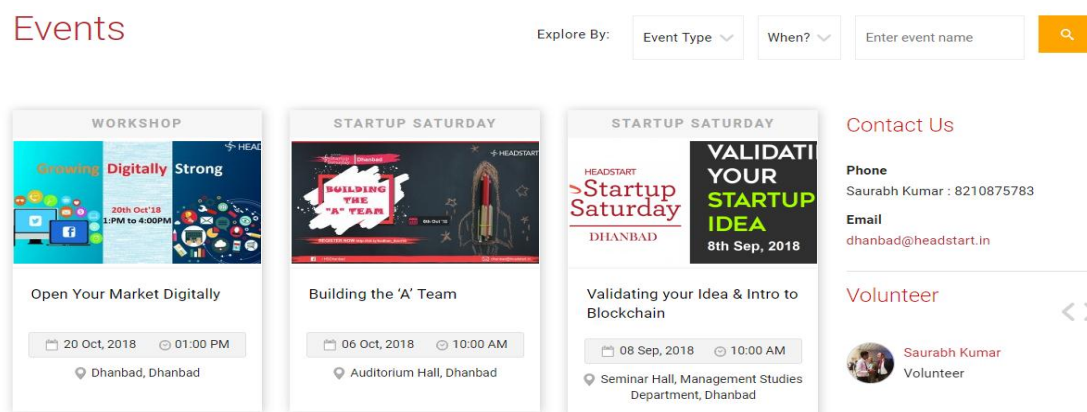 Events
Explore By:
Event Type
When?
Enter event name
WORKSHOP
HEAD
Growing Digitally Strong
20th Oct'18
1:PM to 4:00PM
Open Your Market Digitally
20 Oct, 2018
01:00 PM
Dhanbad, Dhanbad
STARTUP SATURDAY
Dhanbad
HEADSTART
BUILDING
THE
"A" TEAM
6th Oct'18
Building the ‘A’ Team
06 Oct, 2018
10:00 AM
Auditorium Hall, Dhanbad
STARTUP SATURDAY
HEADSTART
Startup
Saturday
DHANBAD
VALIDATI
YOUR
STARTUP
IDEA
8th Sep, 2018
Validating your Idea & Intro to
Blockchain
08 Sep, 2018
10:00 AM
Seminar Hall, Management Studies
Department, Dhanbad
Contact Us
Phone
Saurabh Kumar : 8210875783
Email
dhanbad@headstart.in
Volunteer
Saurabh Kumar
Volunteer